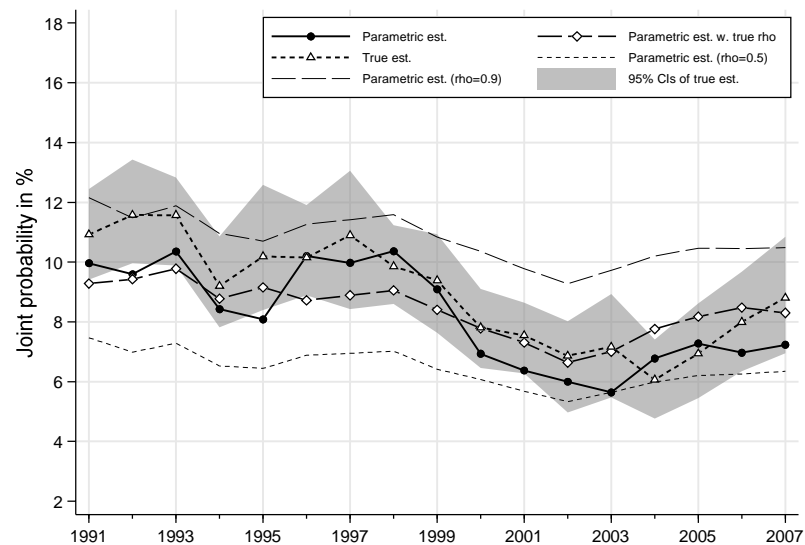 18
16
14
12
10
8
6
4
2
Joint probability in %
Parametric est.
True est.
Parametric est. (rho=0.9)
Parametric est. w. true rho
Parametric est. (rho=0.5)
95% CIs of true est.
1991 1993 1995 1997 1999 2001 2003 2005 2007